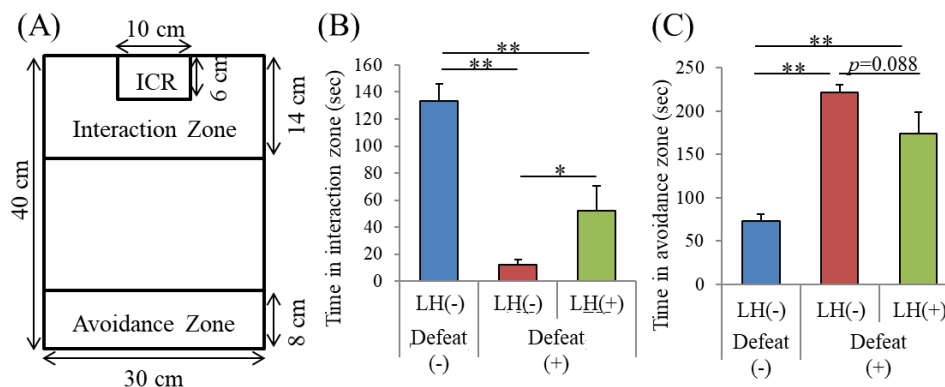 (A)
10 cm
ICR
6 cm
Interaction Zone
14 cm
40 cm
Avoidance Zone
8 cm
30 cm
(B)
**
**
*
Time in interaction zone (sec)
160
140
120
100
80
60
40
20
0
LH(-)
LH(-)
LH(+)
Defeat
(-)
Defeat
(+)
(C)
**
**
p=0.088
Time in avoidance zone (sec)
250
200
150
100
50
0
LH(-)
LH(-)
LH(+)
Defeat
(-)
Defeat
(+)